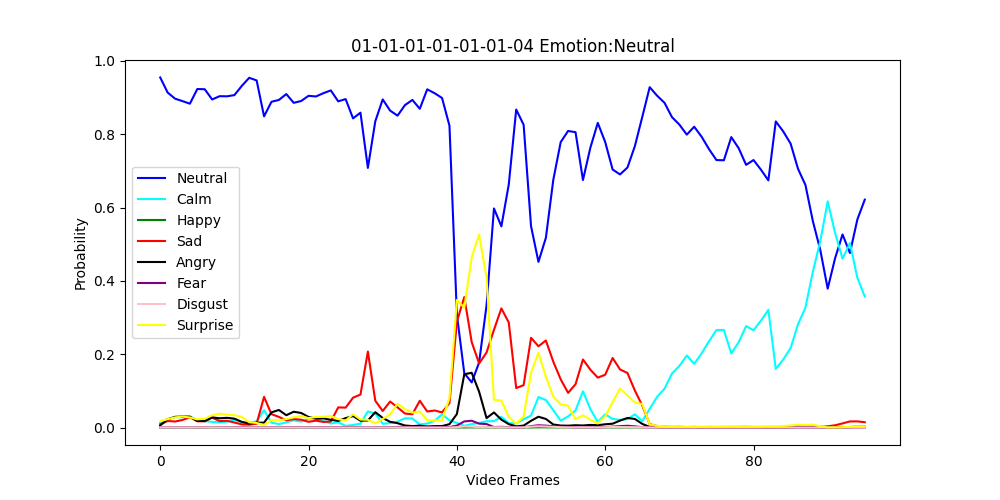 01-01-01-01-01-01-04 Emotion:Neutral
1.0
0.8
0.6
0.4
0.2
0.0
Probability
Neutral
Calm
Happy
Sad
Angry
Fear
Disgust
Surprise
0 20 40 60 80
Video Frames